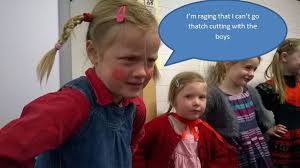 I'm raging that I can't go
thatch cutting with the
boys